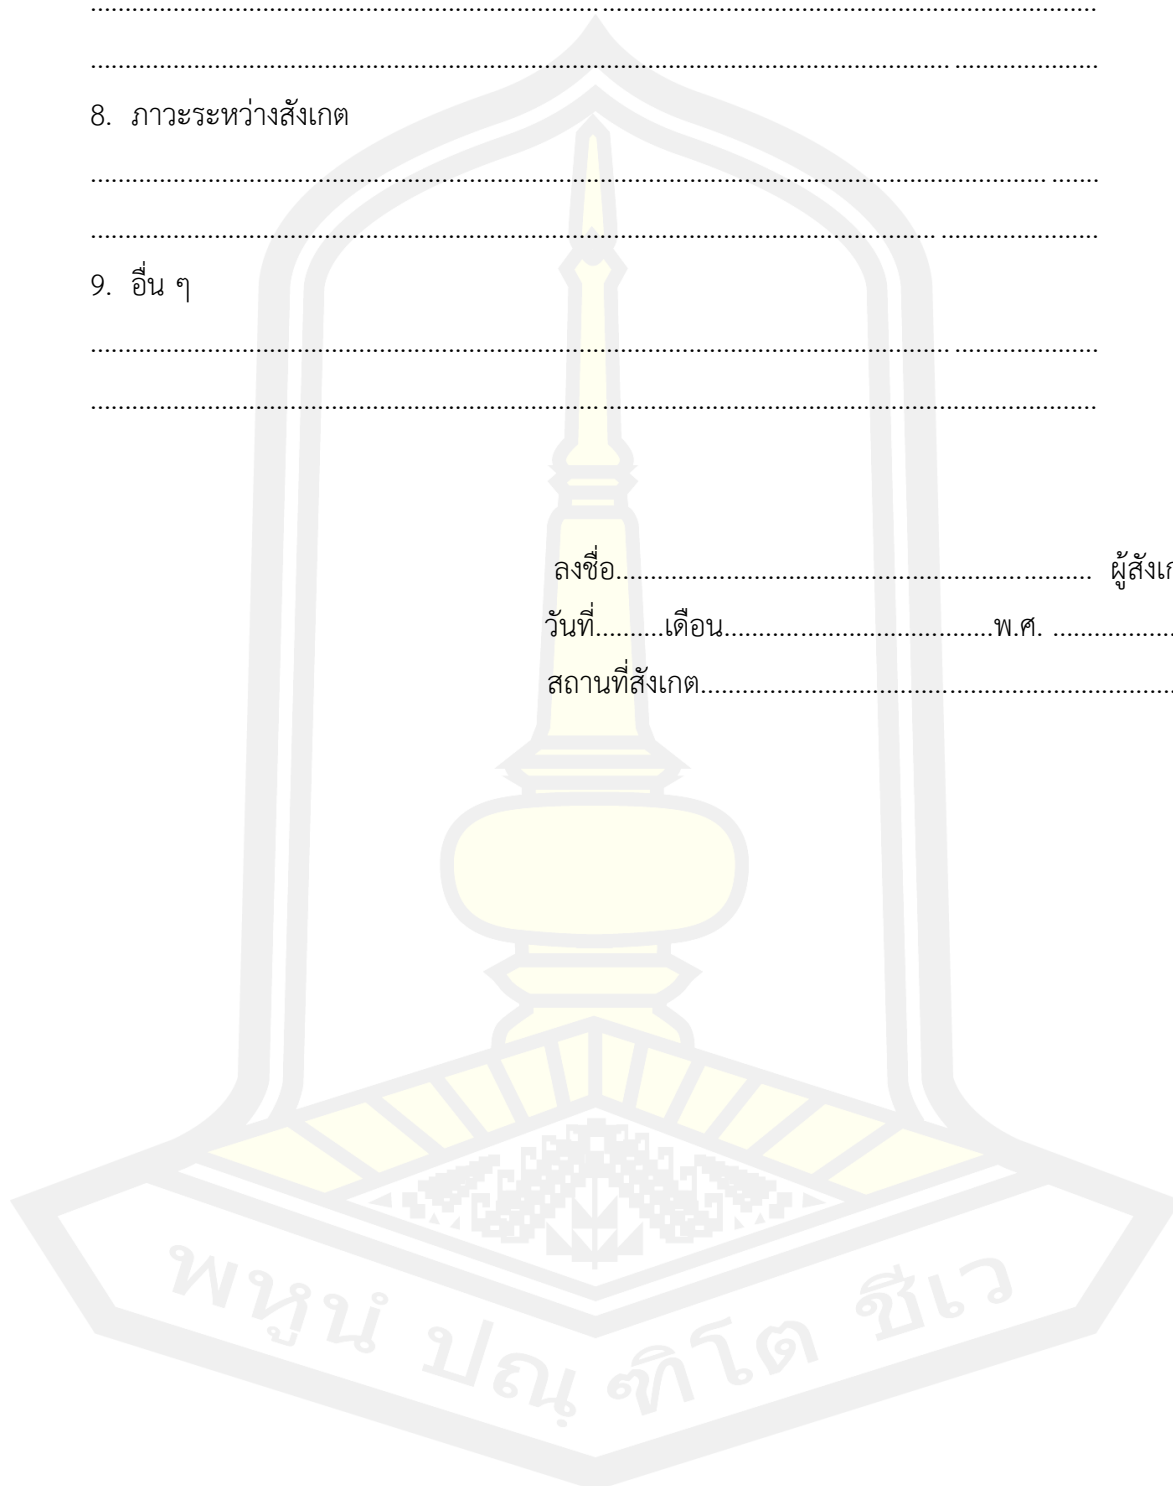 ................................................................................................................................................
................................................................................................................................................
8. ภาวะระหว่างสังเกต
................................................................................................................................................
................................................................................................................................................
9. อื่น ๆ
................................................................................................................................................
................................................................................................................................................
ลงชื่อ..................................................................... ผู้สังเก
วันที่..........เดือน.......................................พ.ศ. ..................
สถานที่สังเกต.....................................................................
พหูนํ ปณฺฑิโต ชีเว